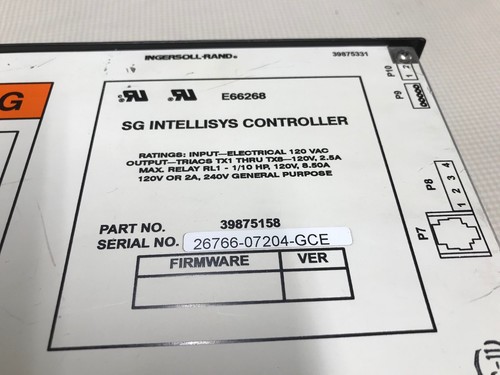 INGERSOLL-RAND®
39875331
E66268
SG INTELLISYS CONTROLLER
RATINGS: INPUT—ELECTRICAL 120 VAC
OUTPUT—TRIACS TX1 THRU TX8—120V, 2.5A
MAX. RELAY RL1 - 1/10 HP, 120V, 8.50A
120V OR 2A, 240V GENERAL PURPOSE
PART NO. 39875158
SERIAL NO. 26766-07204-GCE
FIRMWARE VER
G
P10
1 2
P9
P8
1 2 3 4
P7